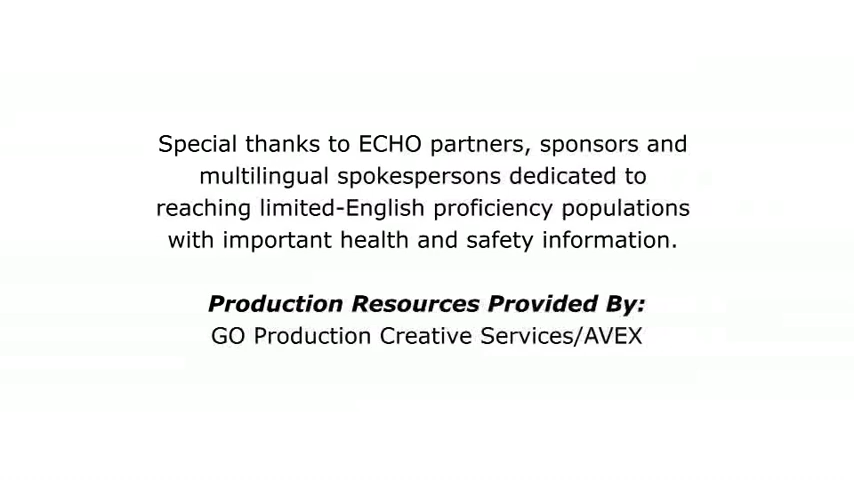 Special thanks to ECHO partners, sponsors and
multilingual spokespersons dedicated to
reaching limited-English proficiency populations
with important health and safety information.
Production Resources Provided By:
GO Production Creative Services/AVEX